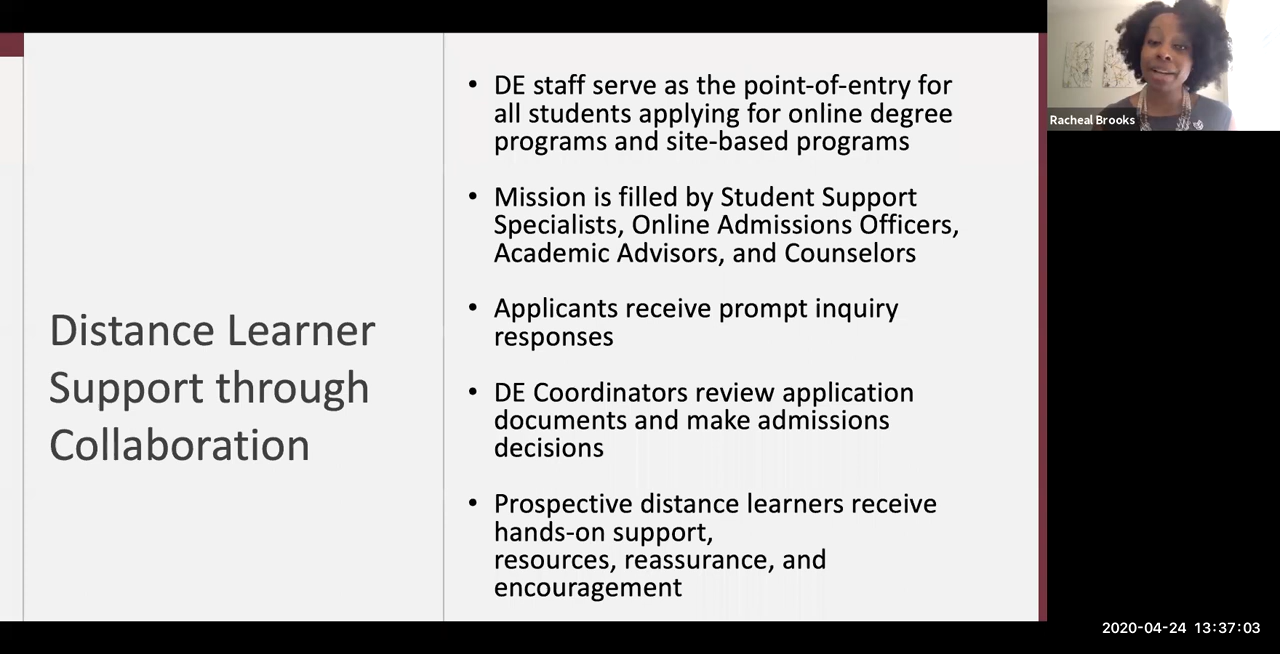 Distance Learner
Support through
Collaboration
• DE staff serve as the point-of-entry for
all students applying for online degree
programs and site-based programs
• Mission is filled by Student Support
Specialists, Online Admissions Officers,
Academic Advisors, and Counselors
• Applicants receive prompt inquiry
responses
• DE Coordinators review application
documents and make admissions
decisions
• Prospective distance learners receive
hands-on support,
resources, reassurance, and
encouragement
Racheal Brooks
2020-04-24 13:37:03